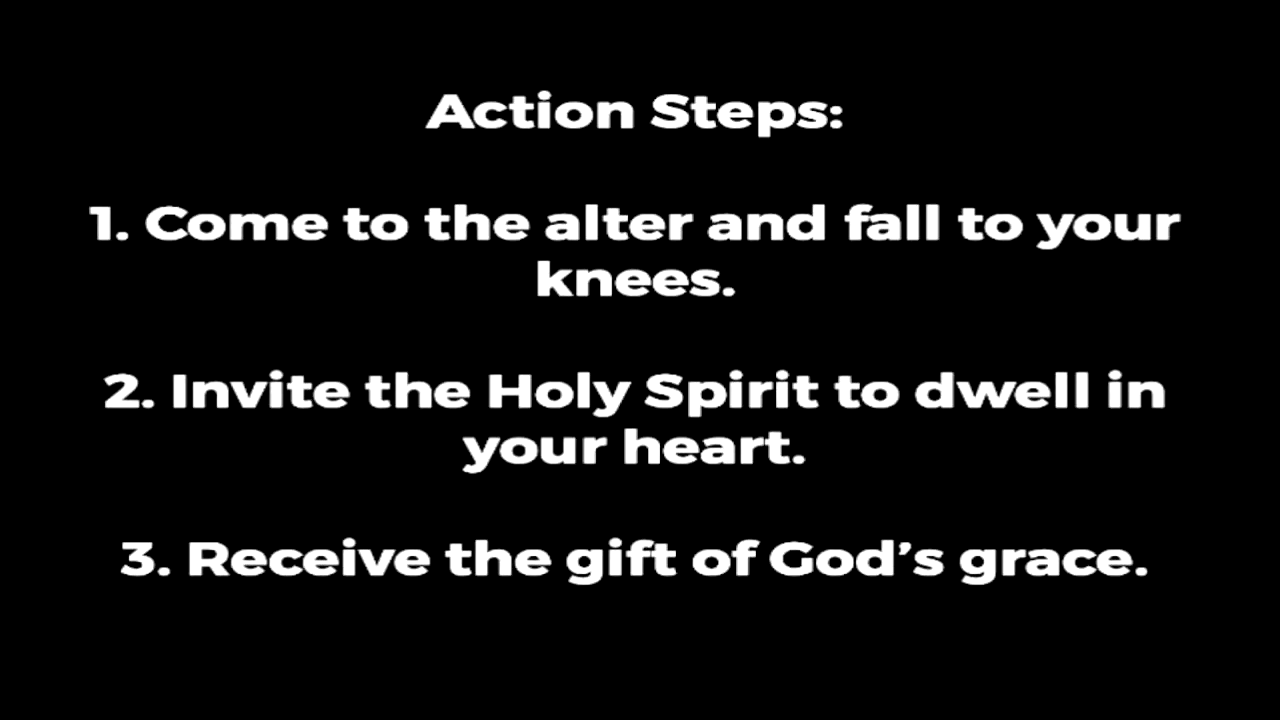 Action Steps:
1. Come to the alter and fall to your
knees.
2. Invite the Holy Spirit to dwell in
your heart.
3. Receive the gift of God’s grace.